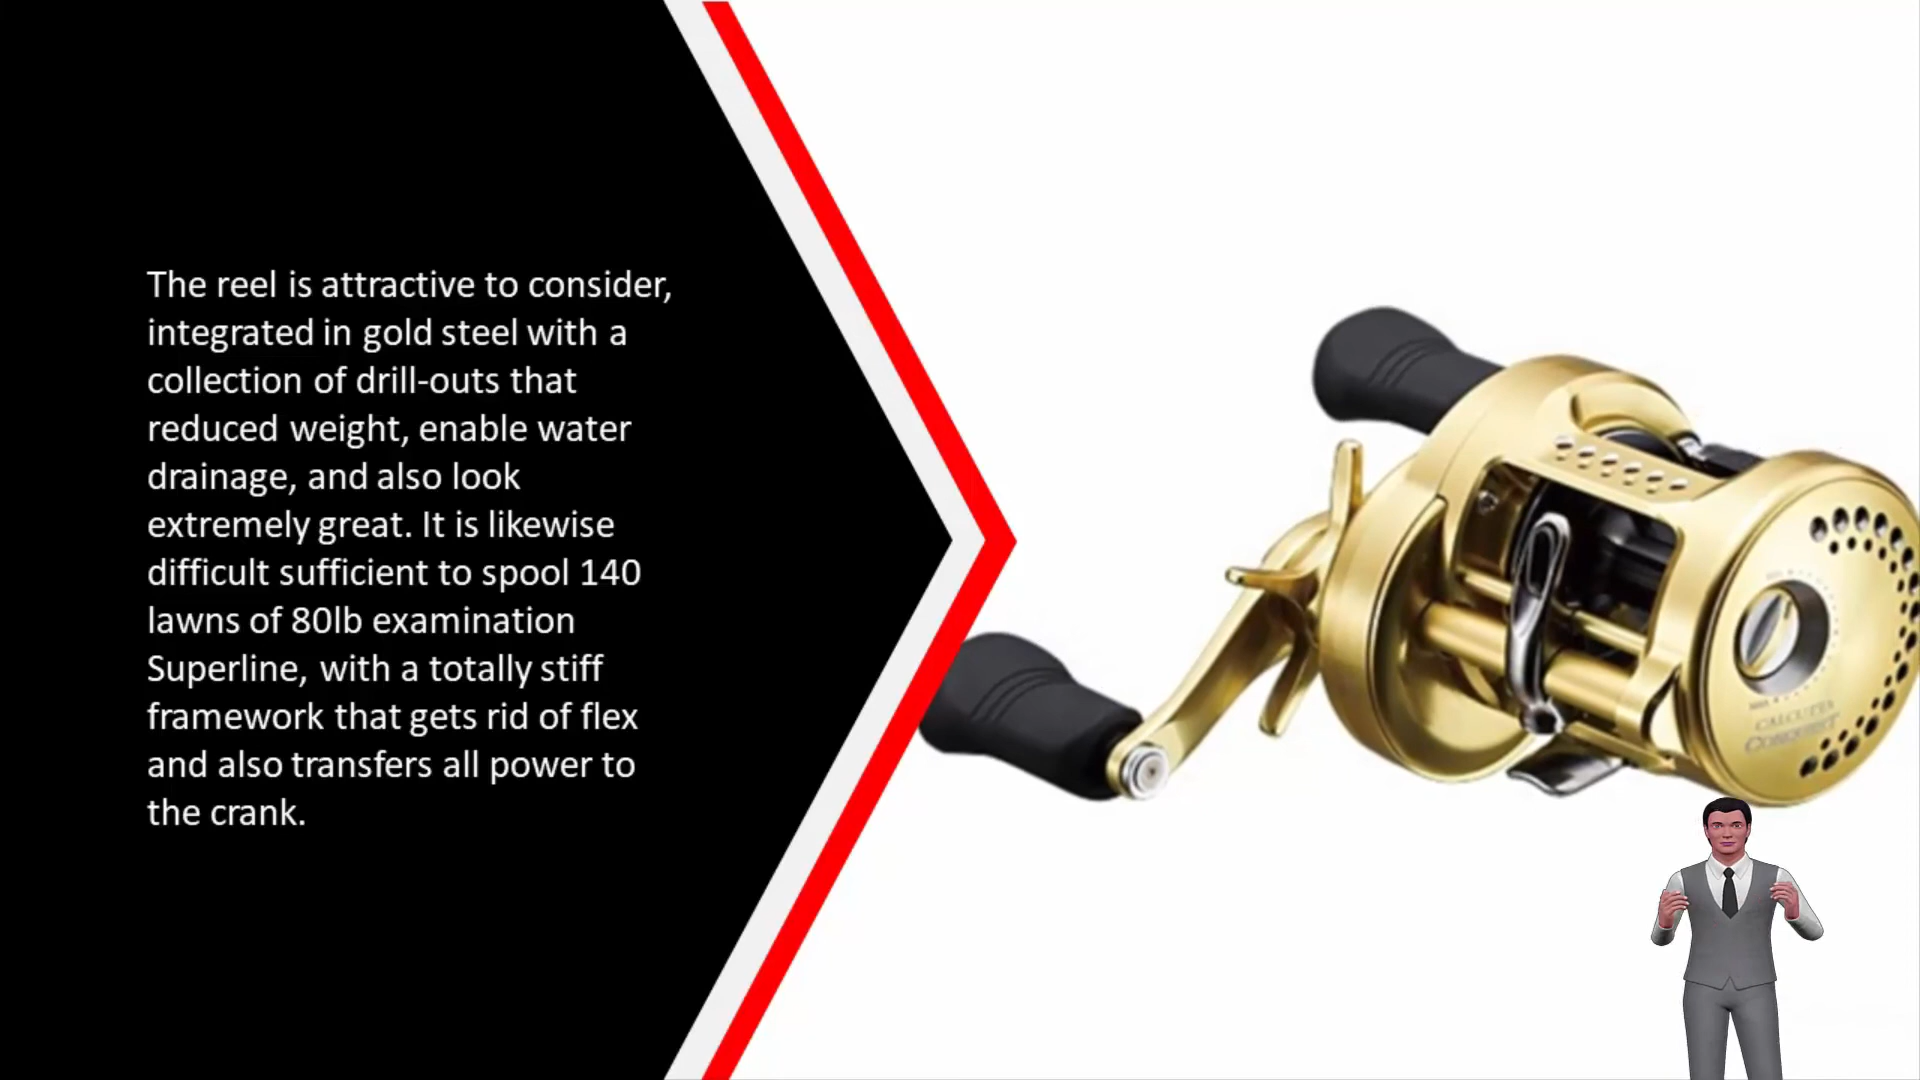 The reel is attractive to consider,
integrated in gold steel with a
collection of drill-outs that
reduced weight, enable water
drainage, and also look
extremely great. It is likewise
difficult sufficient to spool 140
lawns of 80lb examination
Superline, with a totally stiff
framework that gets rid of flex
and also transfers all power to
the crank.
CALCUTTA
CONQUEST